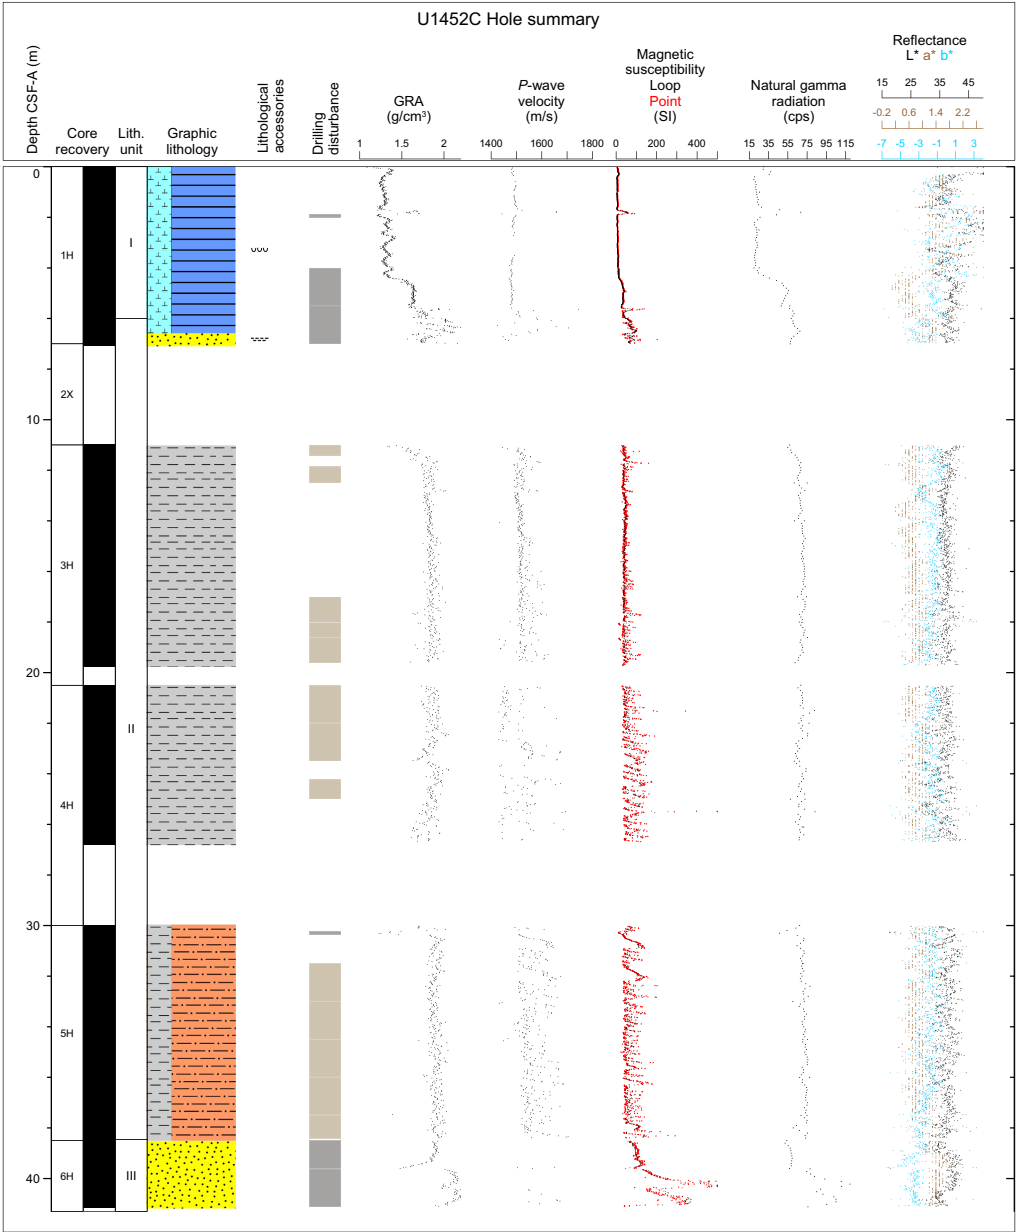 U1452C Hole summary
Depth CSF-A (m)
Core
recovery
Lith.
unit
Graphic
lithology
Lithological
accessories
Drilling
disturbance
GRA
(g/cm³)
1 1.5 2
P-wave
velocity
(m/s)
1400 1600 1800
Magnetic
susceptibility
Loop
Point
(SI)
0 200 400
Natural gamma
radiation
(cps)
15 35 55 75 95 115
Reflectance
L* a* b*
15 25 35 45
-0.2 0.6 1.4 2.2
-7 -5 -3 -1 1 3
0
1H
I
2X
10
3H
20
II
4H
30
5H
6H
III
40